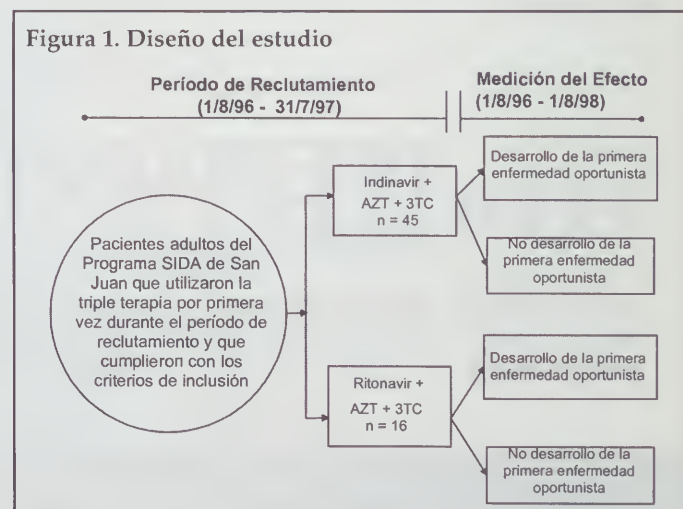 Figura 1. Diseño del estudio
Período de Reclutamiento
(1/8/96 - 31/7/97)
Medición del Efecto
(1/8/96 - 1/8/98)
Pacientes adultos del
Programa SIDA de San
Juan que utilizaron la
triple terapía por primera
vez durante el período de
reclutamiento y que
cumplieron con los
criterios de inclusión
Indinavir +
AZT + 3TC
n = 45
Desarrollo de la primera
enfermedad oportunista
No desarrollo de la
primera enfermedad
oportunista
Ritonavir +
AZT + 3TC
n = 16
Desarrollo de la primera
enfermedad oportunista
No desarrollo de la
primera enfermedad
oportunista